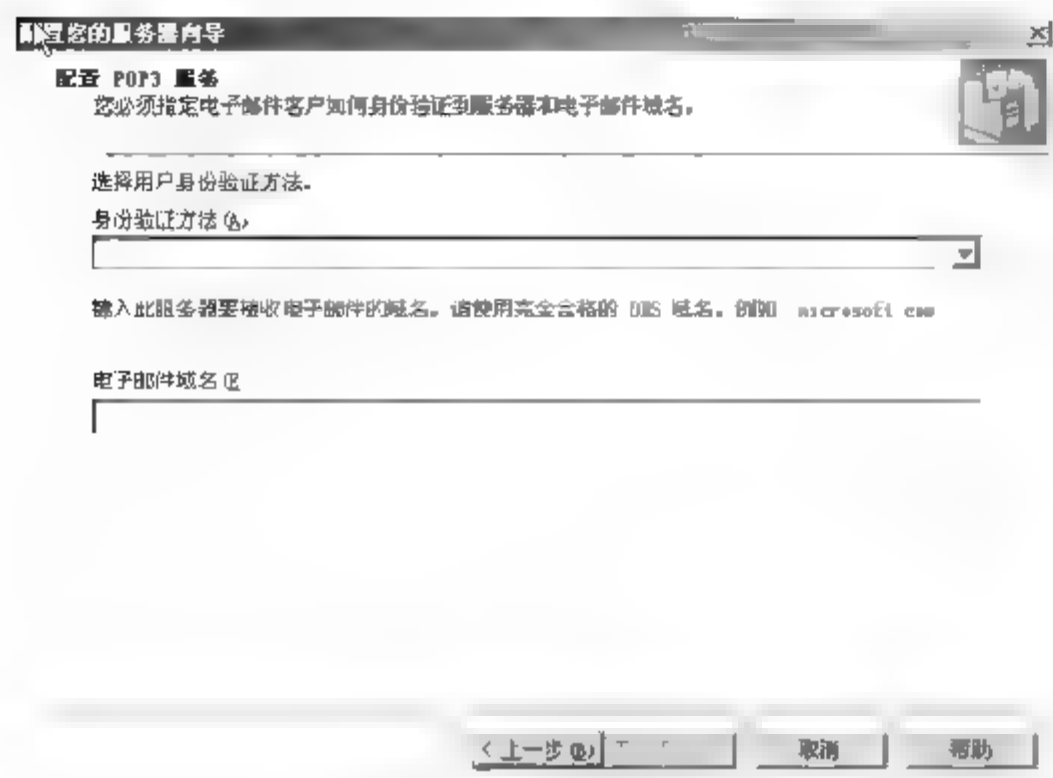 配置您的服务器向导
配置 POP3 服务
您必须指定电子邮件客户如何身份验证到服务器和电子邮件域名。
选择用户身份验证方法。
身份验证方法(A):
键入此服务器要接收电子邮件的域名。请使用完全合格的 DNS 域名。例如 microsoft com
电子邮件域名(E
< 上一步(B)
取消
帮助